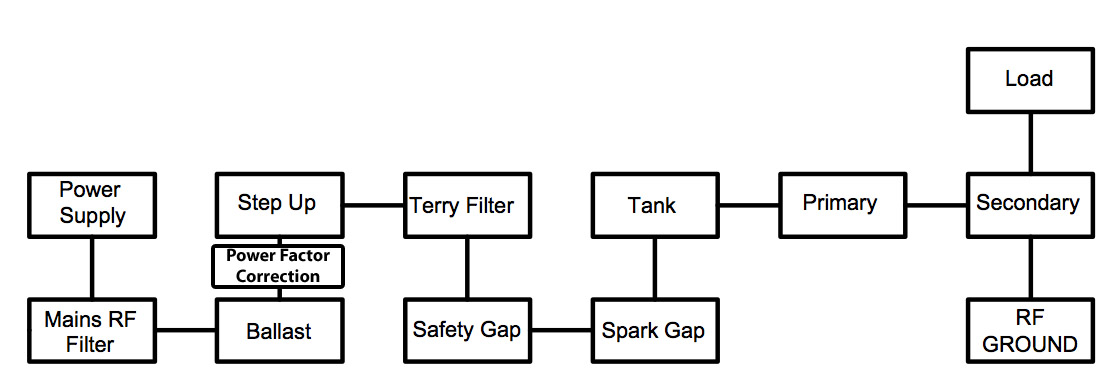 Load
Power
Supply
Step Up
Terry Filter
Tank
Primary
Secondary
Power Factor
Correction
Mains RF
Filter
Ballast
Safety Gap
Spark Gap
RF
GROUND